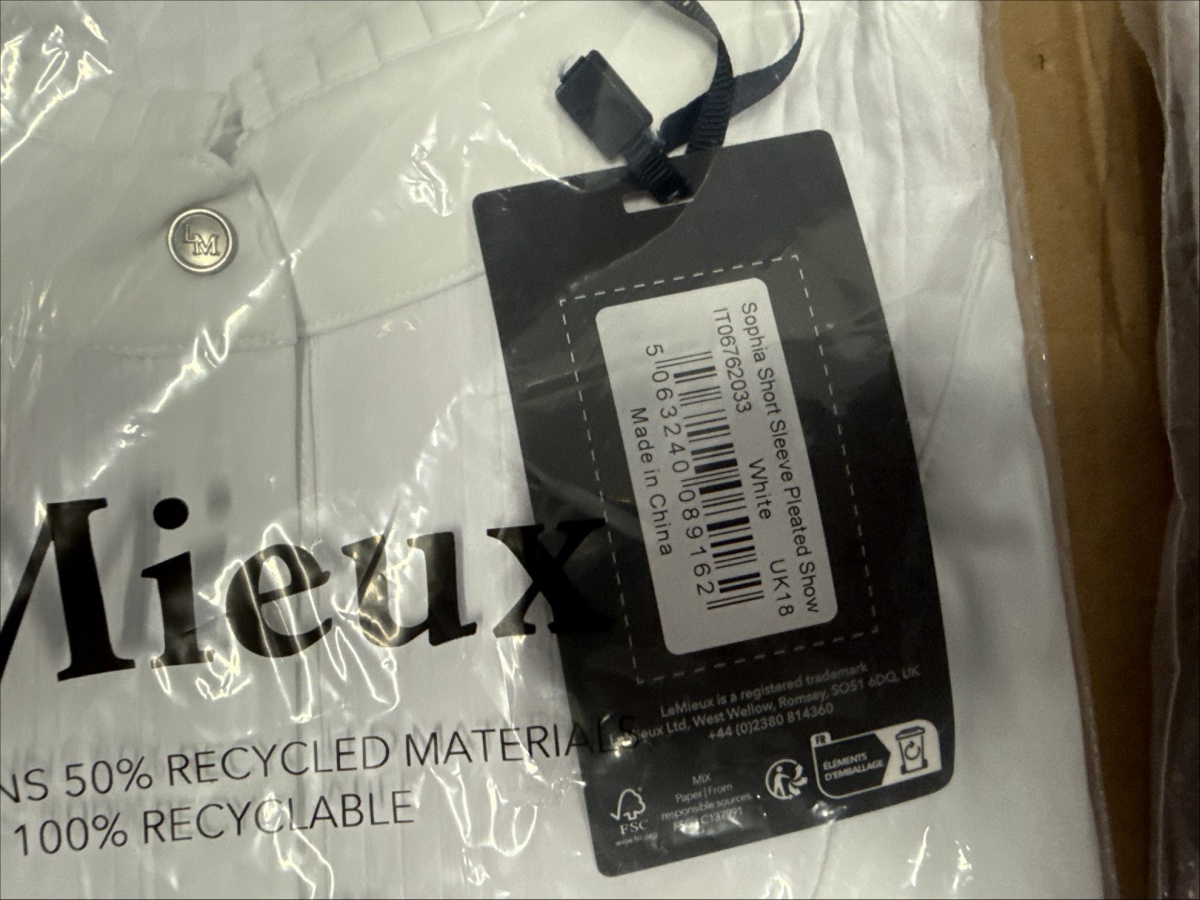 LM
Sophia Short Sleeve Pleated Show
IT06762033 White UK18
5 063240 089162
Made in China
Mieux
NS 50% RECYCLED MATERIALS
100% RECYCLABLE
LeMieux is a registered trademark
LeMieux Ltd, West Wellow, Romsey, SO51 6DQ, UK
+44 (0)2380 814360
FR
ÉLÉMENTS
D'EMBALLAGE
FSC
MIX
Paper | From
responsible sources
C137991